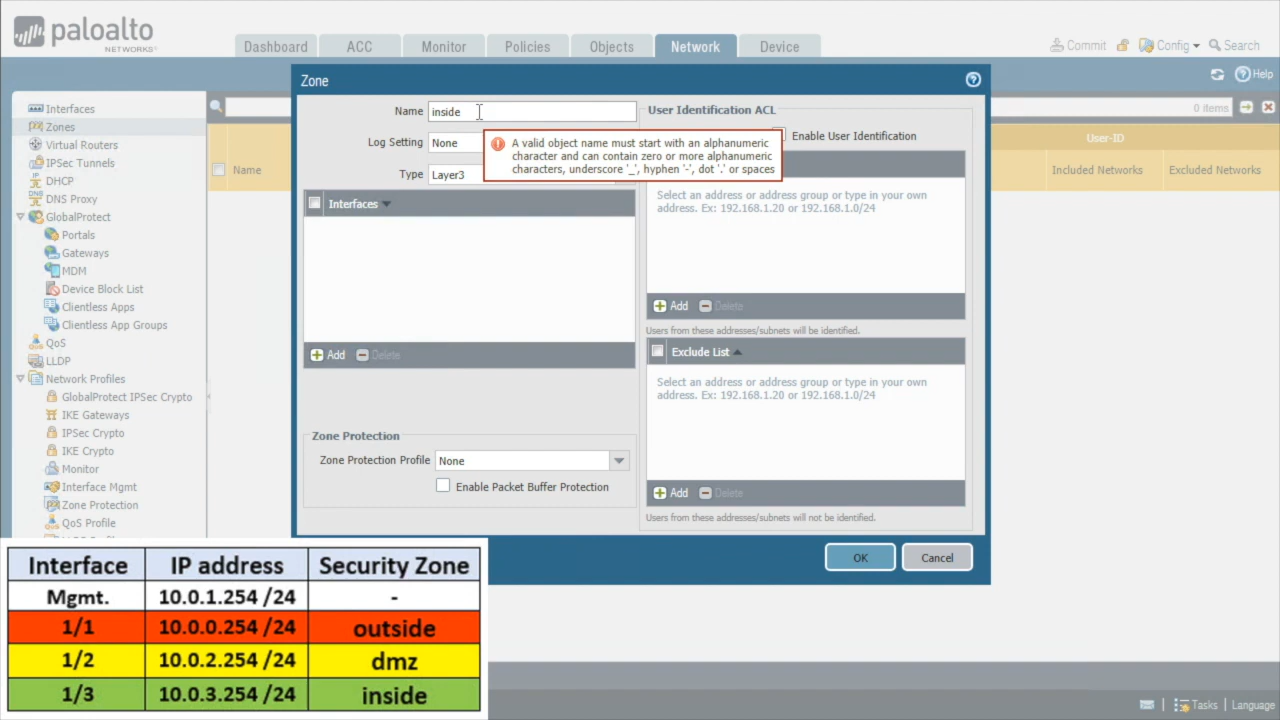 paloalto
NETWORKS
Dashboard
ACC
Monitor
Policies
Objects
Network
Device
Commit
Config
Search
Help
Interfaces
Zones
Virtual Routers
IPSec Tunnels
DHCP
DNS Proxy
GlobalProtect
Portals
Gateways
MDM
Device Block List
Clientless Apps
Clientless App Groups
QoS
LLDP
Network Profiles
GlobalProtect IPSec Crypto
IKE Gateways
IPSec Crypto
IKE Crypto
Monitor
Interface Mgmt
Zone Protection
QoS Profile
0 items
Name
User-ID
Included Networks
Excluded Networks
Zone
Name inside
Log Setting None
Type Layer3
A valid object name must start with an alphanumeric
character and can contain zero or more alphanumeric
characters, underscore '_', hyphen '-', dot '.' or spaces
Interfaces
Add Delete
Zone Protection
Zone Protection Profile None
Enable Packet Buffer Protection
User Identification ACL
Enable User Identification
Select an address or address group or type in your own
address. Ex: 192.168.1.20 or 192.168.1.0/24
Add Delete
Users from these addresses/subnets will be identified.
Exclude List
Select an address or address group or type in your own
address. Ex: 192.168.1.20 or 192.168.1.0/24
Add Delete
Users from these addresses/subnets will not be identified.
OK Cancel
Interface IP address Security Zone
Mgmt. 10.0.1.254 /24 -
1/1 10.0.0.254 /24 outside
1/2 10.0.2.254 /24 dmz
1/3 10.0.3.254 /24 inside
Tasks | Language